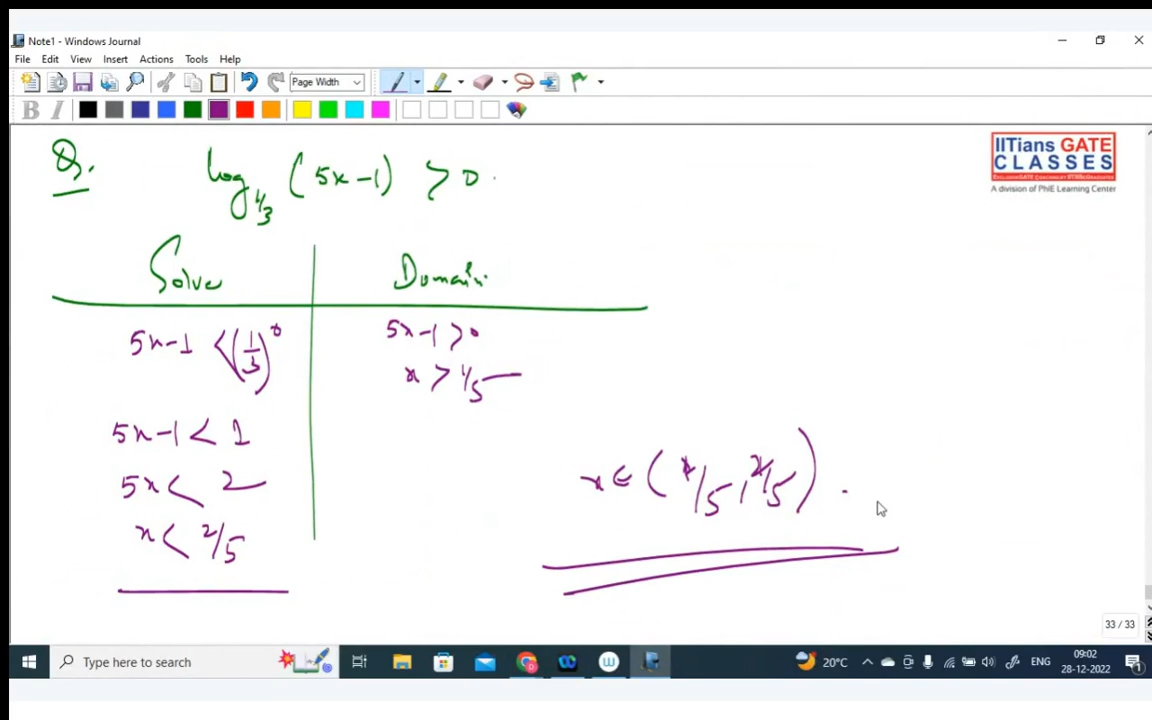 Note1 - Windows Journal
File Edit View Insert Actions Tools Help
Page Width
B I
Q. log_{1/3} (5x-1) > 0.
IITians GATE
CLASSES
A division of PhIE Learning Center
Solve Domain
5x-1 < (1/3)^0
5x-1 > 0
x > 1/5
5x-1 < 1
5x < 2
x < 2/5
x ∈ (1/5, 2/5).
33 / 33
Type here to search
20°C
ENG
09:02
28-12-2022